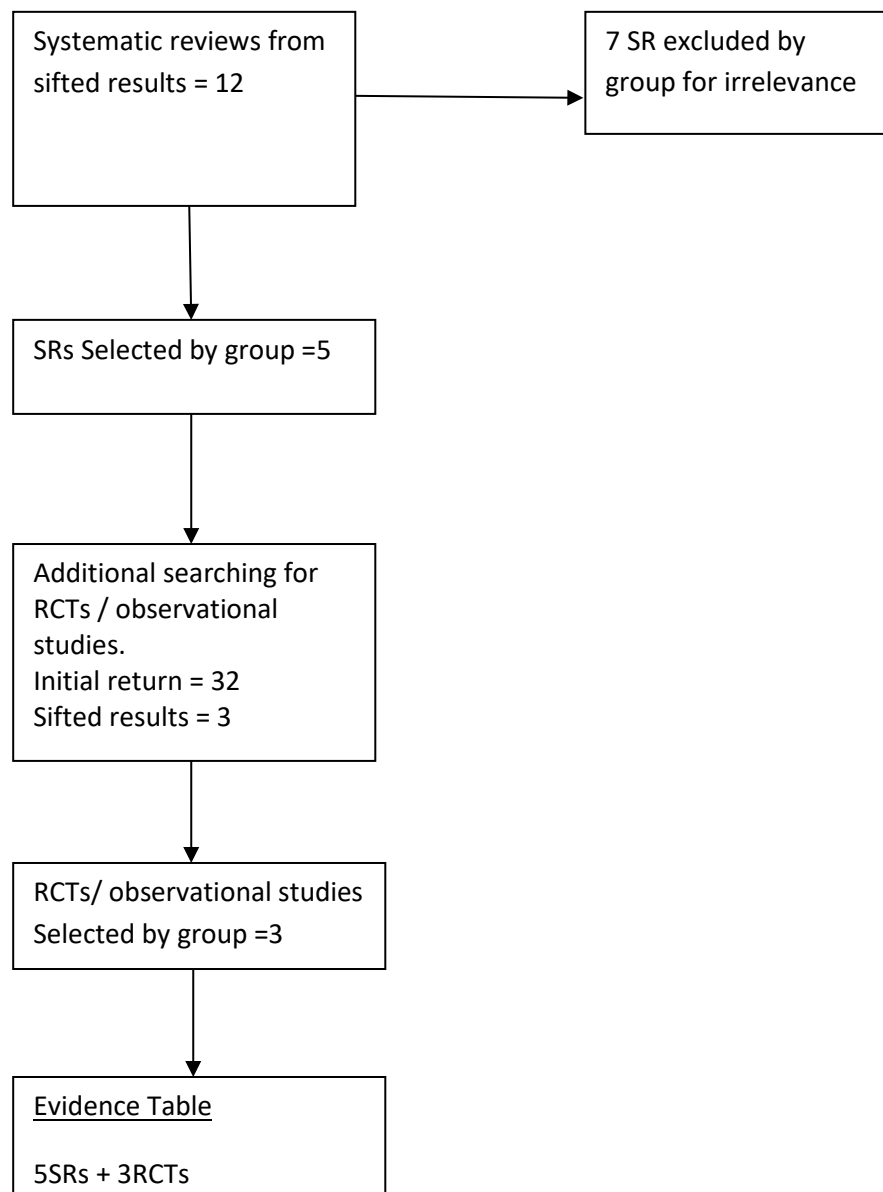 Systematic reviews from
sifted results = 12
7 SR excluded by
group for irrelevance
SRs Selected by group =5
Additional searching for
RCTs / observational
studies.
Initial return = 32
Sifted results = 3
RCTs/ observational studies
Selected by group =3
Evidence Table
5SRs + 3RCTs